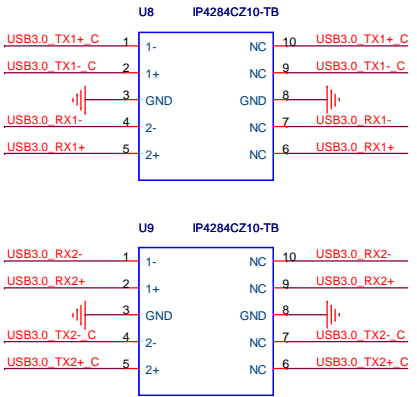 U8 IP4284CZ10-TB
USB3.0_TX1+_C 1 1- NC 10 USB3.0_TX1+_C
USB3.0_TX1-_C 2 1+ NC 9 USB3.0_TX1-_C
3 GND GND 8
USB3.0_RX1- 4 2- NC 7 USB3.0_RX1-
USB3.0_RX1+ 5 2+ NC 6 USB3.0_RX1+
U9 IP4284CZ10-TB
USB3.0_RX2- 1 1- NC 10 USB3.0_RX2-
USB3.0_RX2+ 2 1+ NC 9 USB3.0_RX2+
3 GND GND 8
USB3.0_TX2-_C 4 2- NC 7 USB3.0_TX2-_C
USB3.0_TX2+_C 5 2+ NC 6 USB3.0_TX2+_C